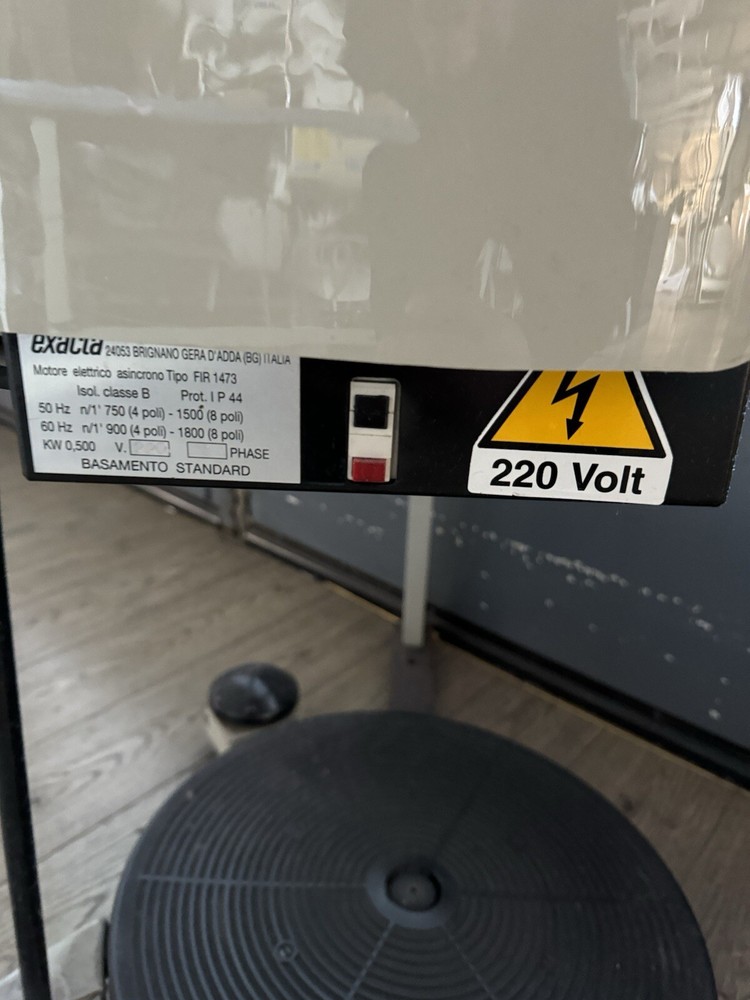 exacta 24053 BRIGNANO GERA D'ADDA (BG) ITALIA
Motore elettrico asincrono Tipo FIR 1473
Isol. classe B Prot. I P 44
50 Hz n/1' 750 (4 poli) - 1500 (8 poli)
60 Hz n/1' 900 (4 poli) - 1800 (8 poli)
KW 0,500 V. PHASE
BASAMENTO STANDARD
220 Volt